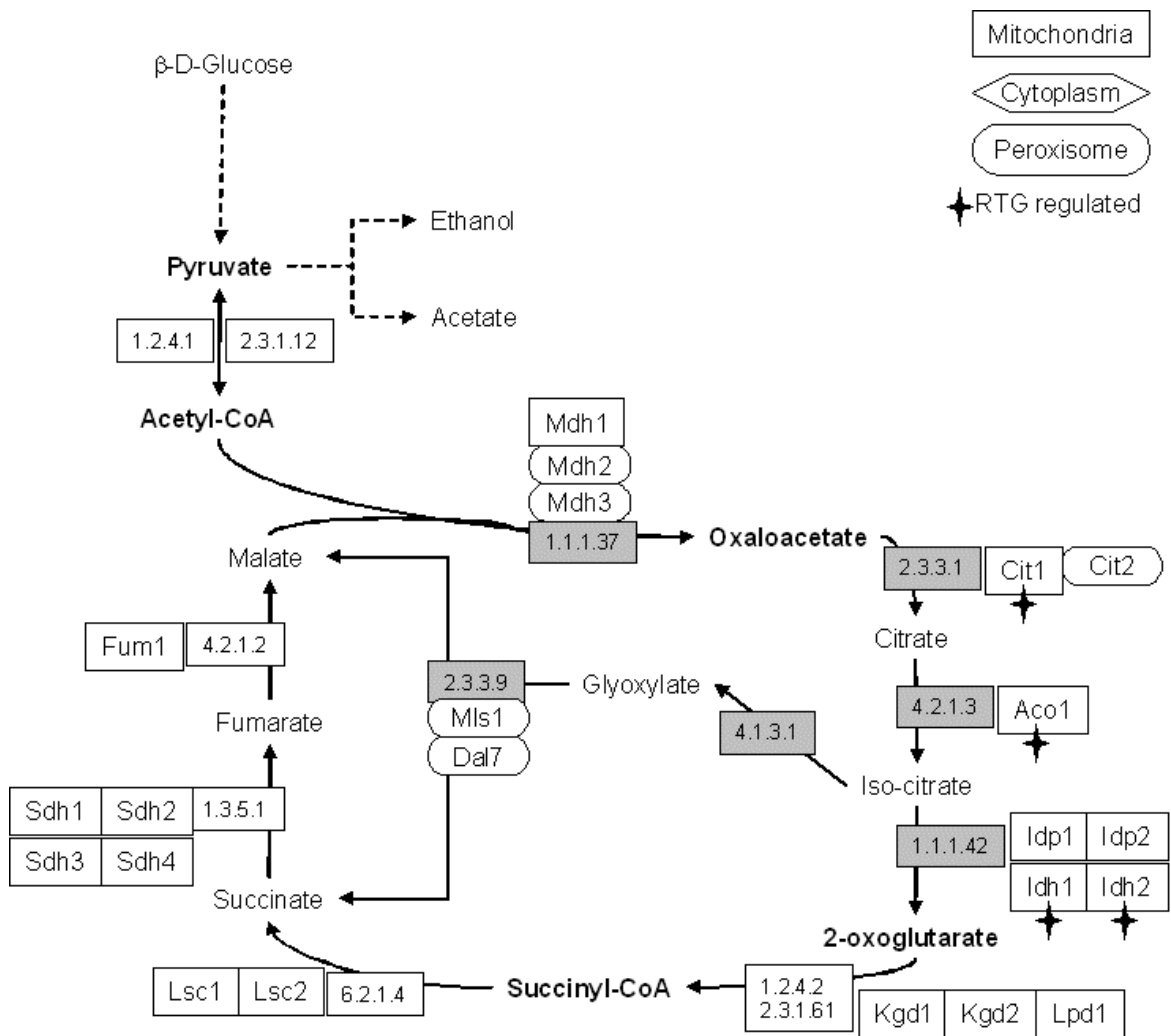 Mitochondria
β-D-Glucose
Cytoplasm
Peroxisome
RTG regulated
Ethanol
Pyruvate
Acetate
1.2.4.1
2.3.1.12
Acetyl-CoA
Mdh1
Mdh2
Mdh3
1.1.1.37
Oxaloacetate
Malate
2.3.3.1
Cit1
Cit2
Citrate
Fum1
4.2.1.2
2.3.3.9
Glyoxylate
4.2.1.3
Aco1
Mls1
Fumarate
4.1.3.1
Dal7
Iso-citrate
Sdh1
Sdh2
1.3.5.1
Idp1
Idp2
1.1.1.42
Sdh3
Sdh4
Idh1
Idh2
Succinate
2-oxoglutarate
Lsc1
Lsc2
6.2.1.4
Succinyl-CoA
1.2.4.2
2.3.1.61
Kgd1
Kgd2
Lpd1